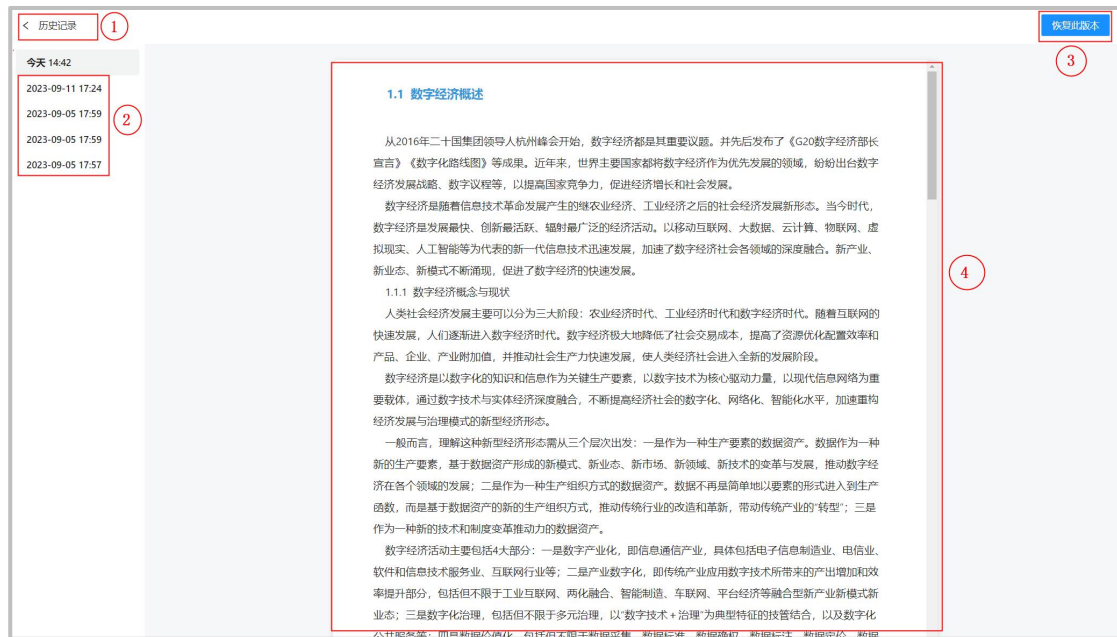 < 历史记录
①
恢复此版本
③
今天 14:42
2023-09-11 17:24
2023-09-05 17:59
2023-09-05 17:59
2023-09-05 17:57
②
1.1 数字经济概述
从2016年二十国集团领导人杭州峰会开始，数字经济都是其重要议题。并先后发布了《G20数字经济部长
宣言》《数字化路线图》等成果。近年来，世界主要国家都将数字经济作为优先发展的领域，纷纷出台数字
经济发展战略、数字议程等，以提高国家竞争力，促进经济增长和社会发展。
数字经济是随着信息技术革命发展产生的继农业经济、工业经济之后的社会经济发展新形态。当今时代，
数字经济是发展最快、创新最活跃、辐射最广泛的经济活动。以移动互联网、大数据、云计算、物联网、虚
拟现实、人工智能等为代表的新一代信息技术迅速发展，加速了数字经济社会各领域的深度融合。新产业、
新业态、新模式不断涌现，促进了数字经济的快速发展。
1.1.1 数字经济概念与现状
人类社会经济发展主要可以分为三大阶段：农业经济时代、工业经济时代和数字经济时代。随着互联网的
快速发展，人们逐渐进入数字经济时代。数字经济极大地降低了社会交易成本，提高了资源优化配置效率和
产品、企业、产业附加值，并推动社会生产力快速发展，使人类经济社会进入全新的发展阶段。
数字经济是以数字化的知识和信息作为关键生产要素，以数字技术为核心驱动力量，以现代信息网络为重
要载体，通过数字技术与实体经济深度融合，不断提高经济社会的数字化、网络化、智能化水平，加速重构
经济发展与治理模式的新型经济形态。
一般而言，理解这种新型经济形态需从三个层次出发：一是作为一种生产要素的数据资产。数据作为一种
新的生产要素，基于数据资产形成的新模式、新业态、新市场、新领域、新技术的变革与发展，推动数字经
济在各个领域的发展；二是作为一种生产组织方式的数据资产。数据不再是简单地以要素的形式进入到生产
函数，而是基于数据资产的新的生产组织方式，推动传统行业的改造和革新，带动传统产业的“转型”；三是
作为一种新的技术和制度变革推动力的数据资产。
数字经济活动主要包括4大部分：一是数字产业化，即信息通信产业，具体包括电子信息制造业、电信业、
软件和信息技术服务业、互联网行业等；二是产业数字化，即传统产业应用数字技术所带来的产出增加和效
率提升部分，包括但不限于工业互联网、两化融合、智能制造、车联网、平台经济等融合型新产业新模式新
业态；三是数字化治理，包括但不限于多元治理，以“数字技术+治理”为典型特征的技管结合，以及数字化
公共服务等；四是数据价值化，包括但不限于数据采集、数据标准、数据确权、数据标注、数据定价、数据
④